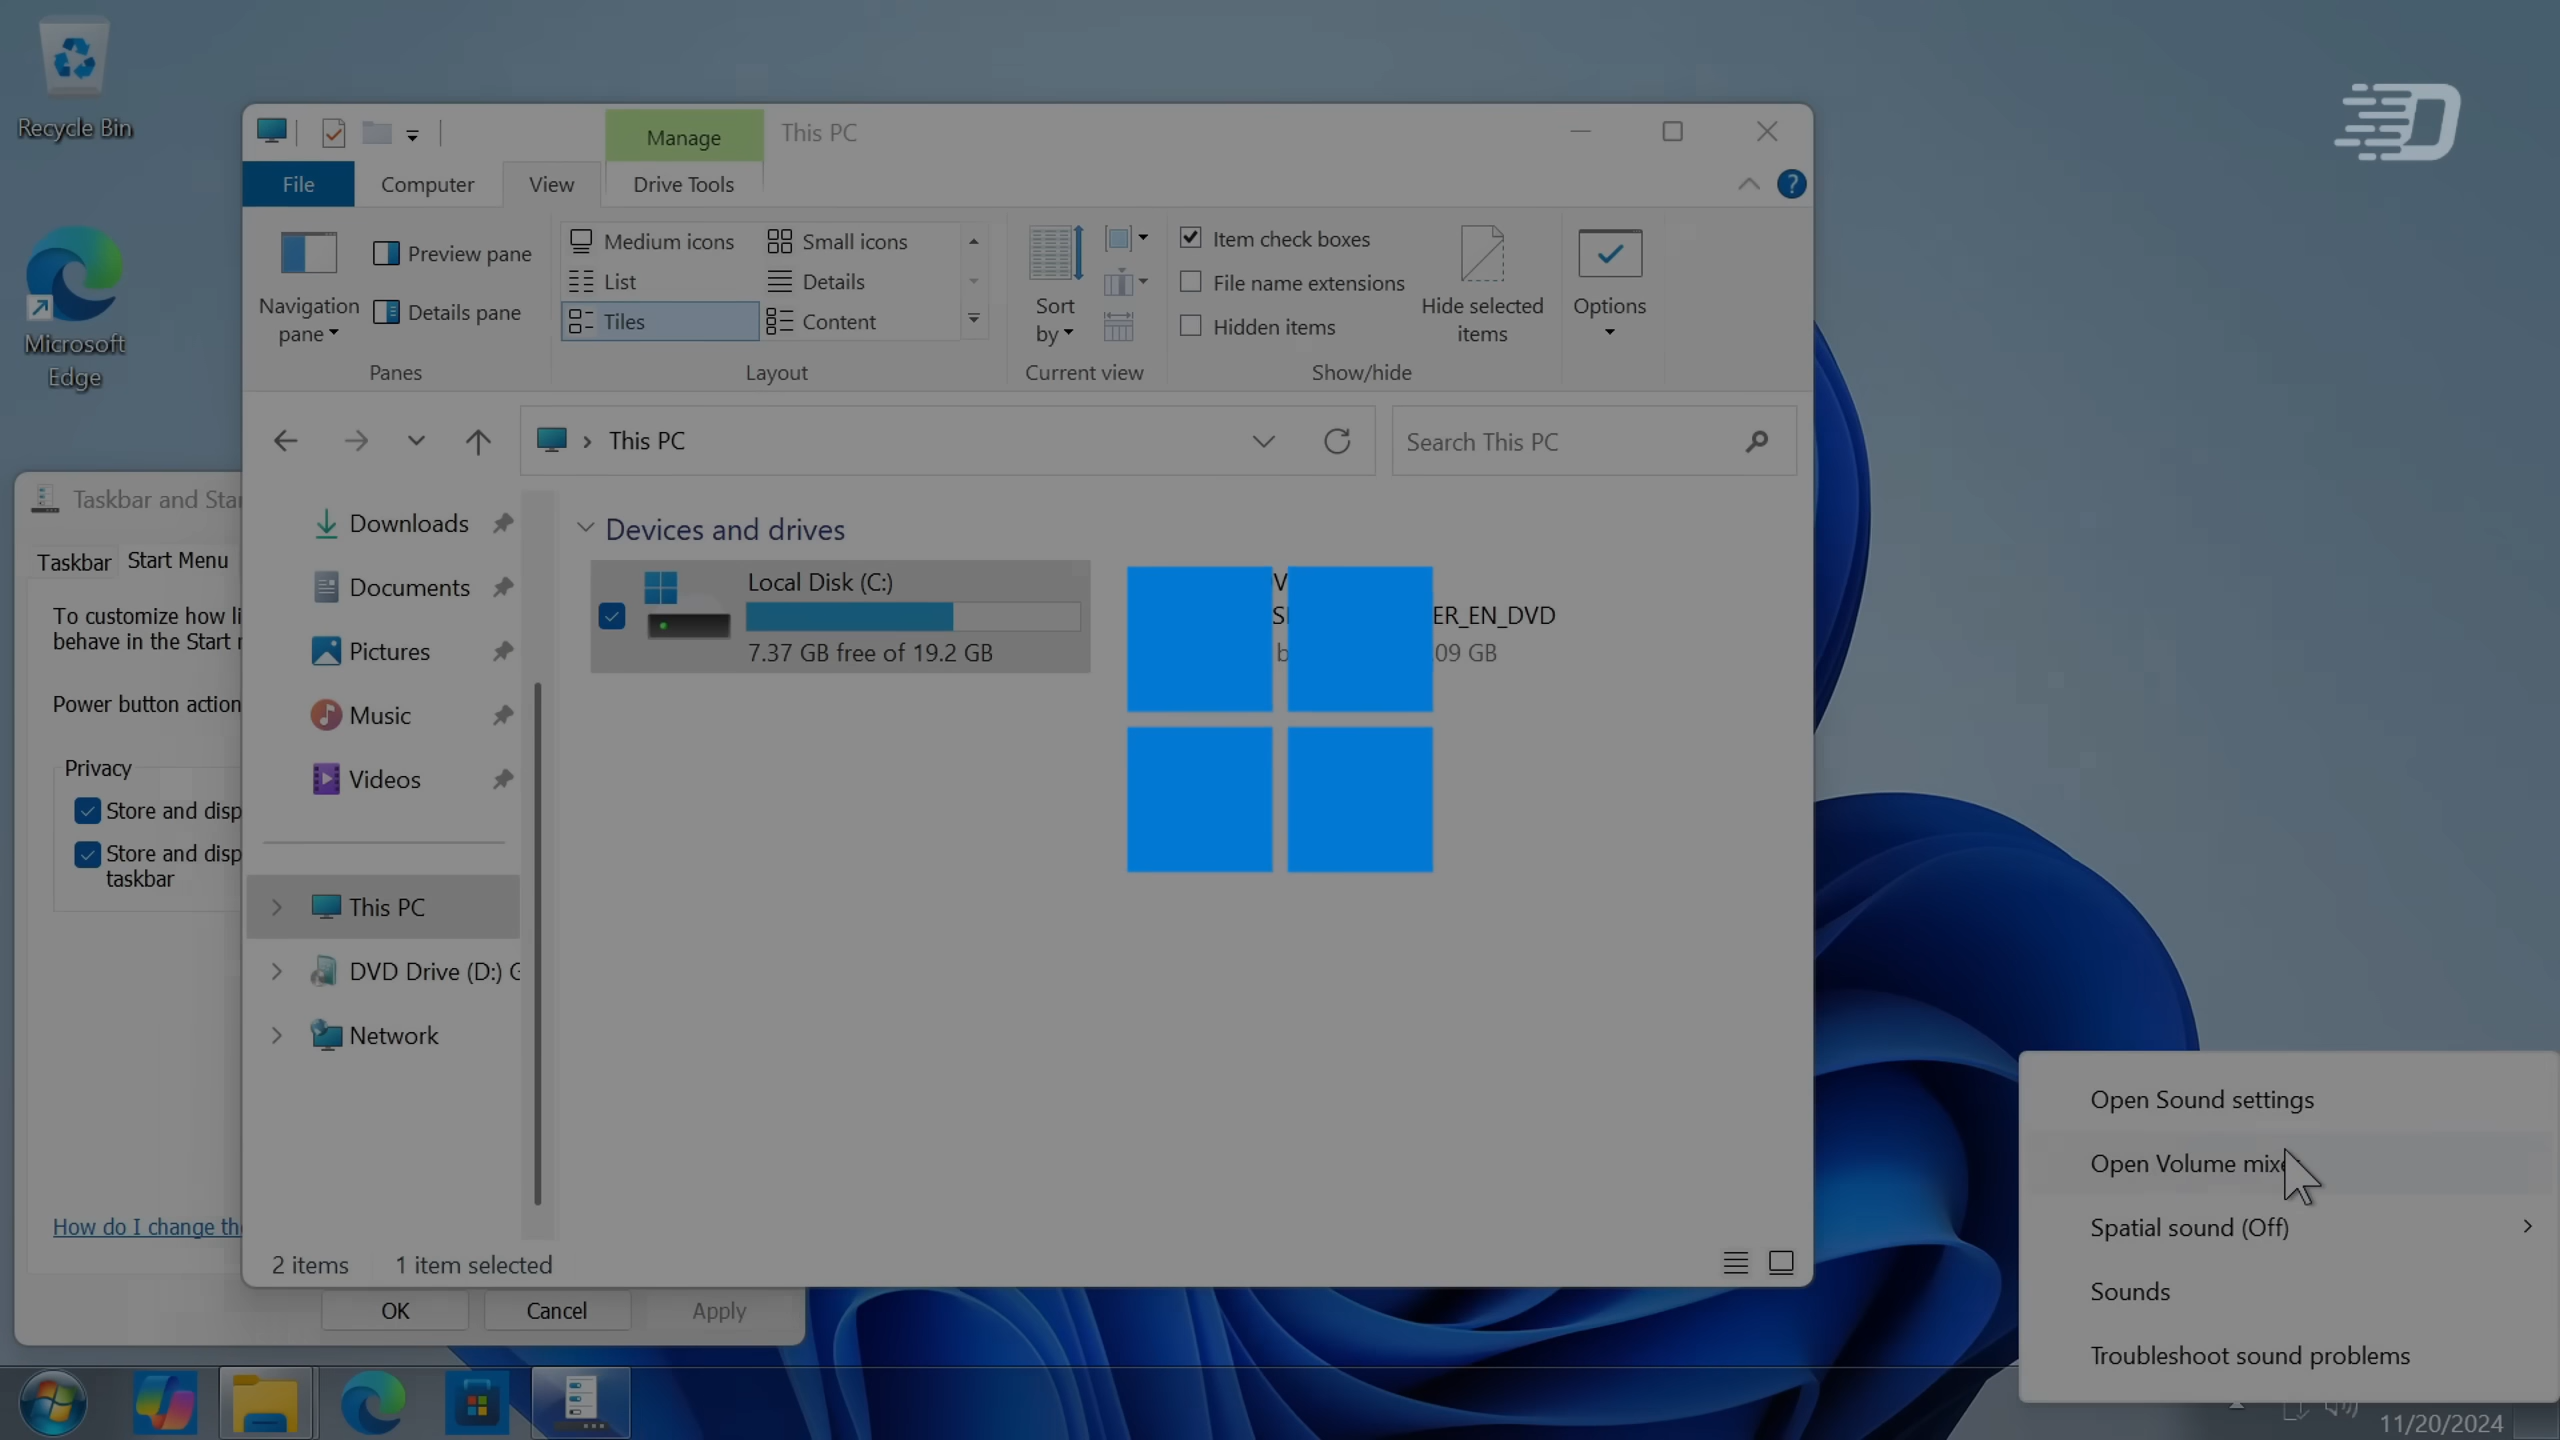 Recycle Bin
Microsoft
Edge
Manage
This PC
File
Computer
View
Drive Tools
Navigation
pane
Preview pane
Details pane
Panes
Medium icons
Small icons
List
Details
Tiles
Content
Layout
Sort
by
Current view
Item check boxes
File name extensions
Hidden items
Hide selected
items
Show/hide
Options
This PC
Search This PC
Taskbar and Star
Taskbar
Start Menu
To customize how li
behave in the Start
Power button action
Privacy
Store and disp
Store and disp
taskbar
How do I change th
OK
Cancel
Apply
Downloads
Documents
Pictures
Music
Videos
This PC
DVD Drive (D:)
Network
Devices and drives
Local Disk (C:)
7.37 GB free of 19.2 GB
ER_EN_DVD
09 GB
2 items
1 item selected
Open Sound settings
Open Volume mixe
Spatial sound (Off)
Sounds
Troubleshoot sound problems
11/20/2024